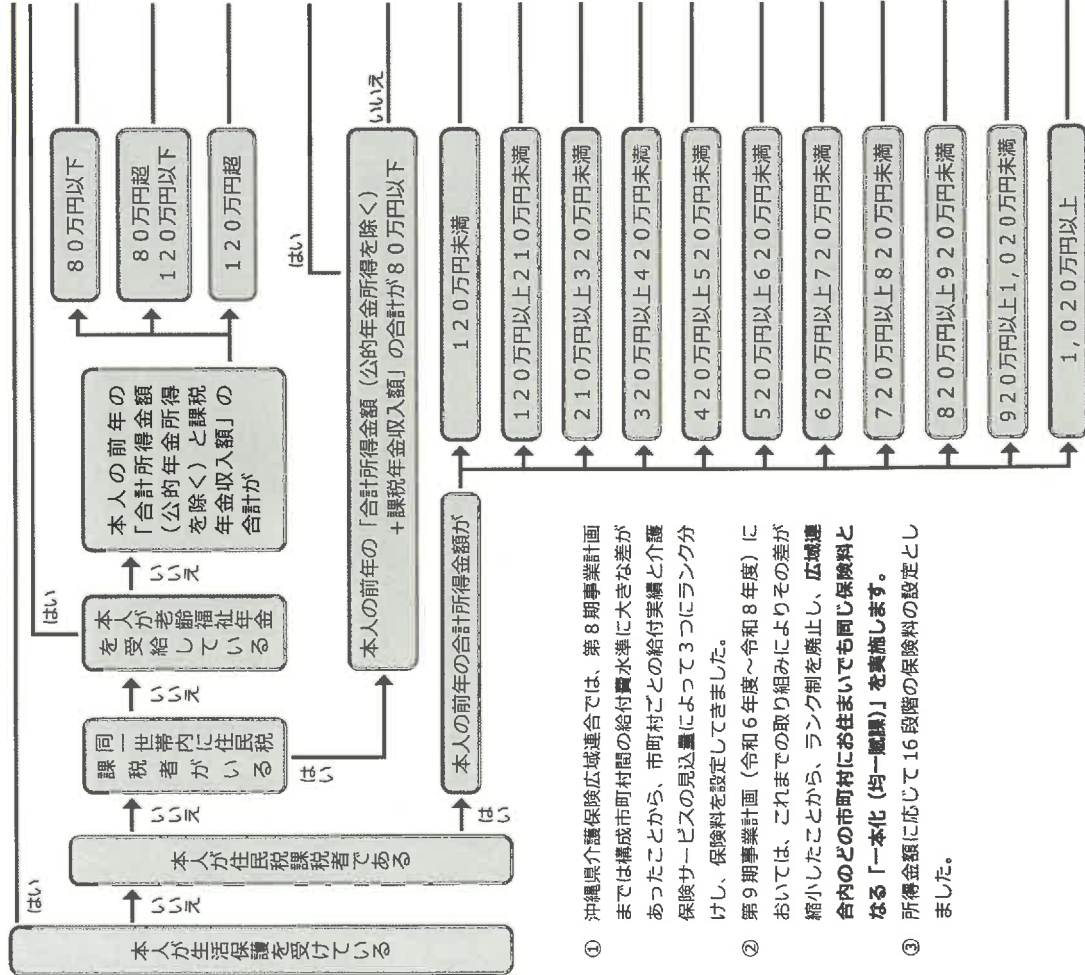 本人が生活保護を受けている
はい
いいえ
本人が住民税課税者である
いいえ
はい
同一世帯内に住民税
課税者がいる
いいえ
はい
本人が老齢福祉年金
を受給している
はい
いいえ
本人の前年の
「合計所得金額
(公的年金所得
を除く)と課税
年金収入額」の
合計が
80万円以下
80万円超
120万円以下
120万円超
本人の前年の「合計所得金額(公的年金所得を除く)
+課税年金収入額」の合計が80万円以下
はい
いいえ
本人の前年の合計所得金額が
120万円未満
120万円以上210万円未満
210万円以上320万円未満
320万円以上420万円未満
420万円以上520万円未満
520万円以上620万円未満
620万円以上720万円未満
720万円以上820万円未満
820万円以上920万円未満
920万円以上1,020万円未満
1,020万円以上
① 沖縄県介護保険広域連合では、第8期事業計画
までは構成市町村間の給付費水準に大きな差が
あったことから、市町村ごとの給付実績と介護
保険サービスの見込量によって3つにランク分
けし、保険料を設定してきました。
② 第9期事業計画(令和6年度~令和8年度)に
おいては、これまでの取り組みによりその差が
縮小したことから、ランク制を廃止し、広域連
合内のどの市町村にお住まいでも同じ保険料と
なる「一本化(均一賦課)」を実施します。
③ 所得金額に応じて16段階の保険料の設定とし
ました。